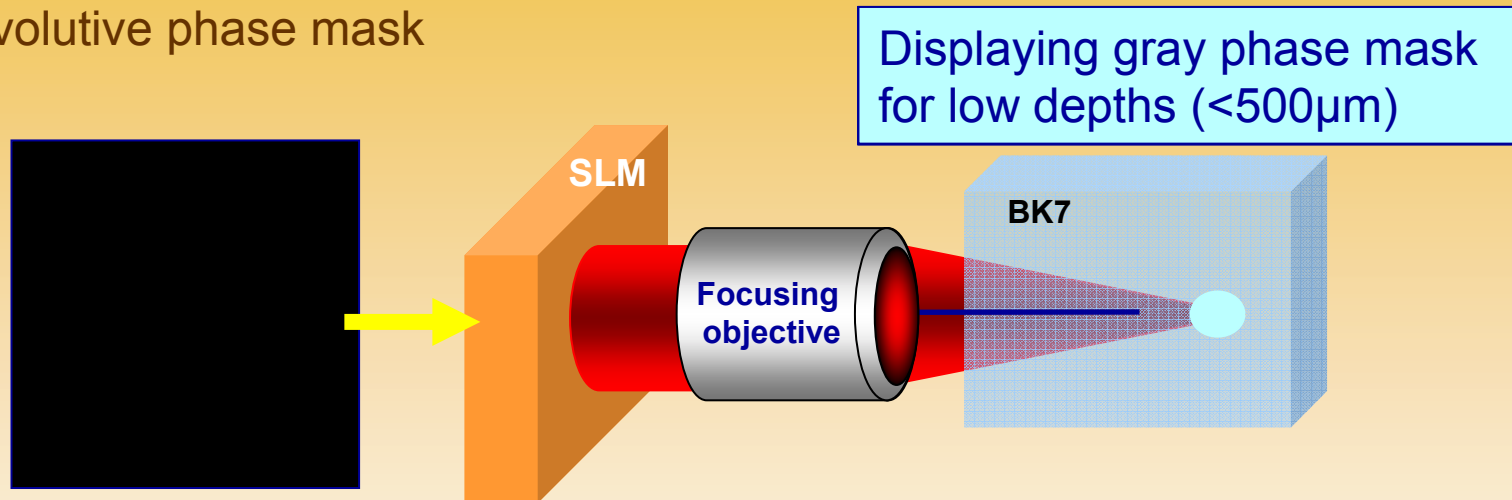 volutive phase mask
Displaying gray phase mask
for low depths (<500µm)
SLM
BK7
Focusing
objective